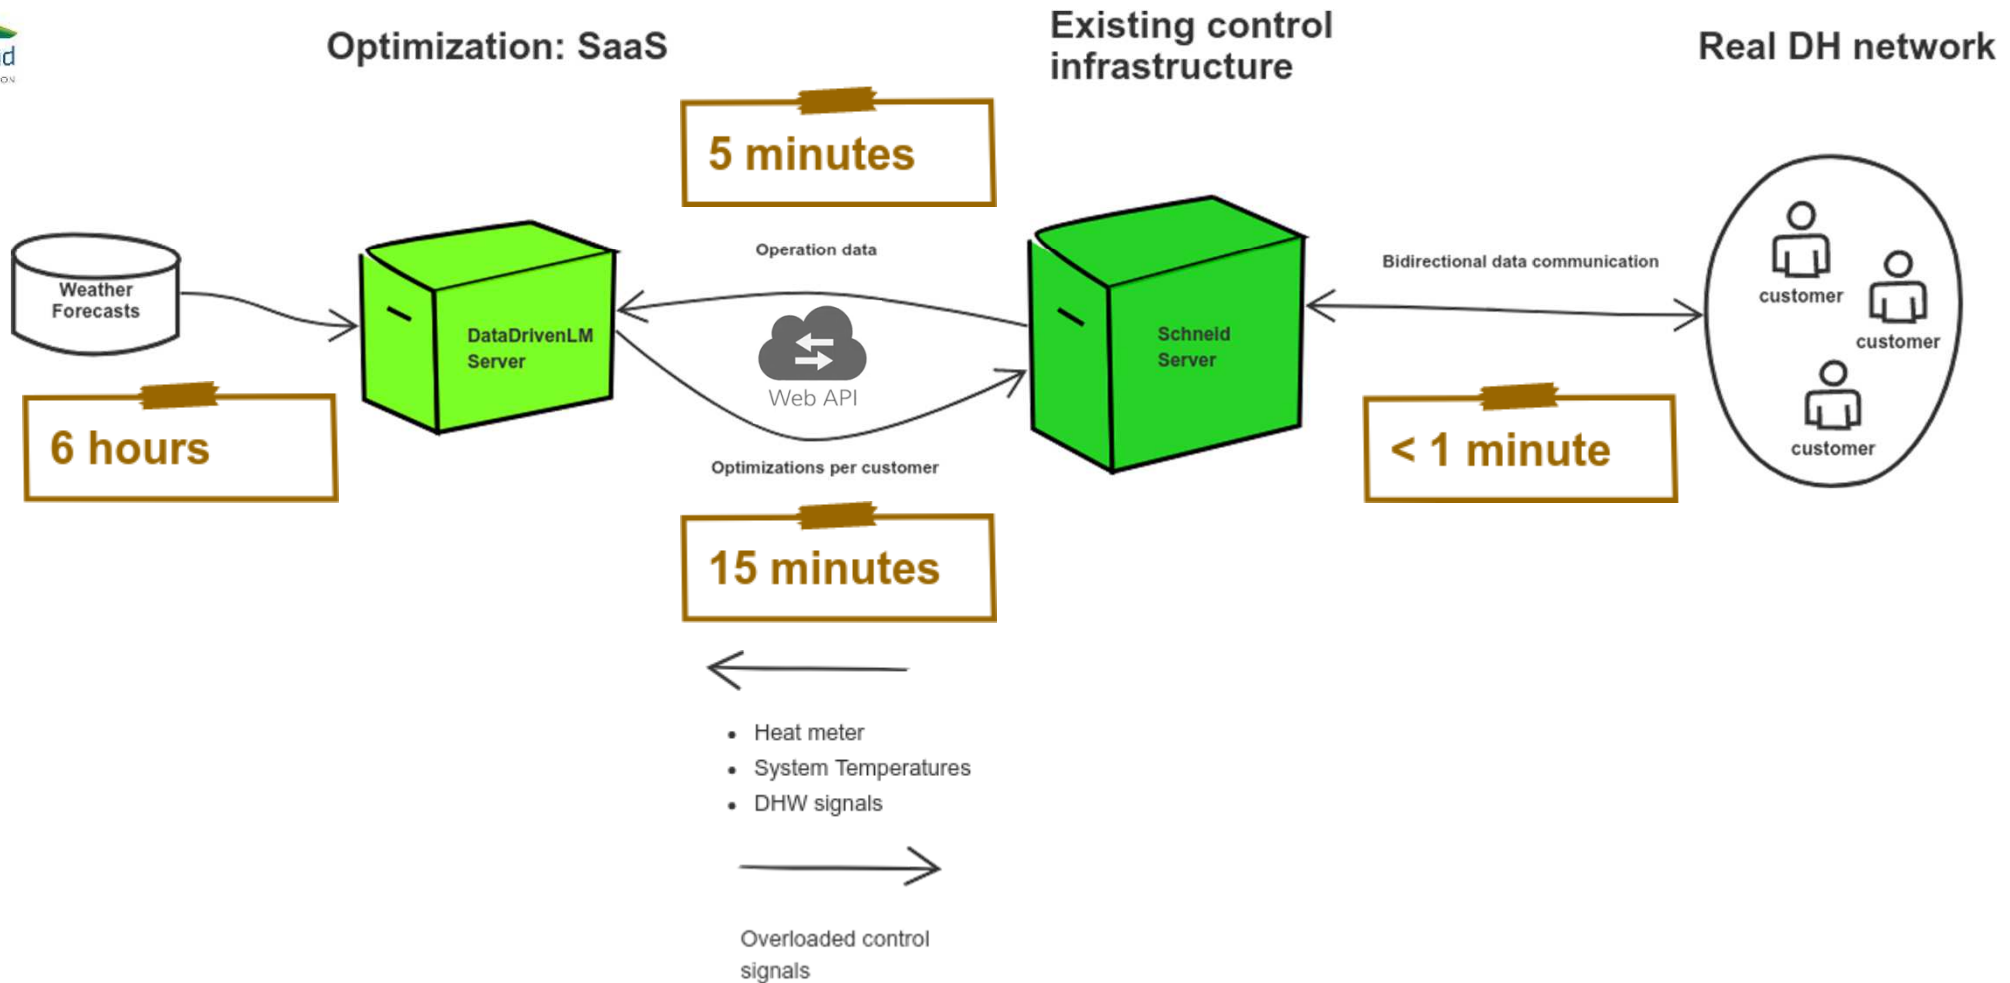 Optimization: SaaS
Existing control
infrastructure
Real DH network
5 minutes
Operation data
Bidirectional data communication
Weather
Forecasts
DataDrivenLM
Server
Web API
Schneid
Server
customer
customer
customer
6 hours
< 1 minute
Optimizations per customer
15 minutes
• Heat meter
• System Temperatures
• DHW signals
Overloaded control
signals